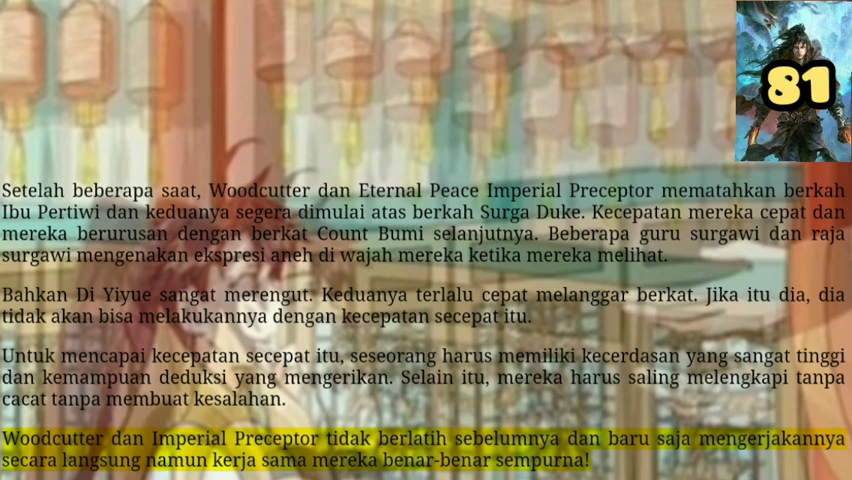 81
Setelah beberapa saat, Woodcutter dan Eternal Peace Imperial Preceptor mematahkan berkah
Ibu Pertiwi dan keduanya segera dimulai atas berkah Surga Duke. Kecepatan mereka cepat dan
mereka berurusan dengan berkat Count Bumi selanjutnya. Beberapa guru surgawi dan raja
surgawi mengenakan ekspresi aneh di wajah mereka ketika mereka melihat.
Bahkan Di Yiyue sangat merengut. Keduanya terlalu cepat melanggar berkat. Jika itu dia, dia
tidak akan bisa melakukannya dengan kecepatan secepat itu.
Untuk mencapai kecepatan secepat itu, seseorang harus memiliki kecerdasan yang sangat tinggi
dan kemampuan deduksi yang mengerikan. Selain itu, mereka harus saling melengkapi tanpa
cacat tanpa membuat kesalahan.
Woodcutter dan Imperial Preceptor tidak berlatih sebelumnya dan baru saja mengerjakannya
secara langsung namun kerja sama mereka benar-benar sempurna!